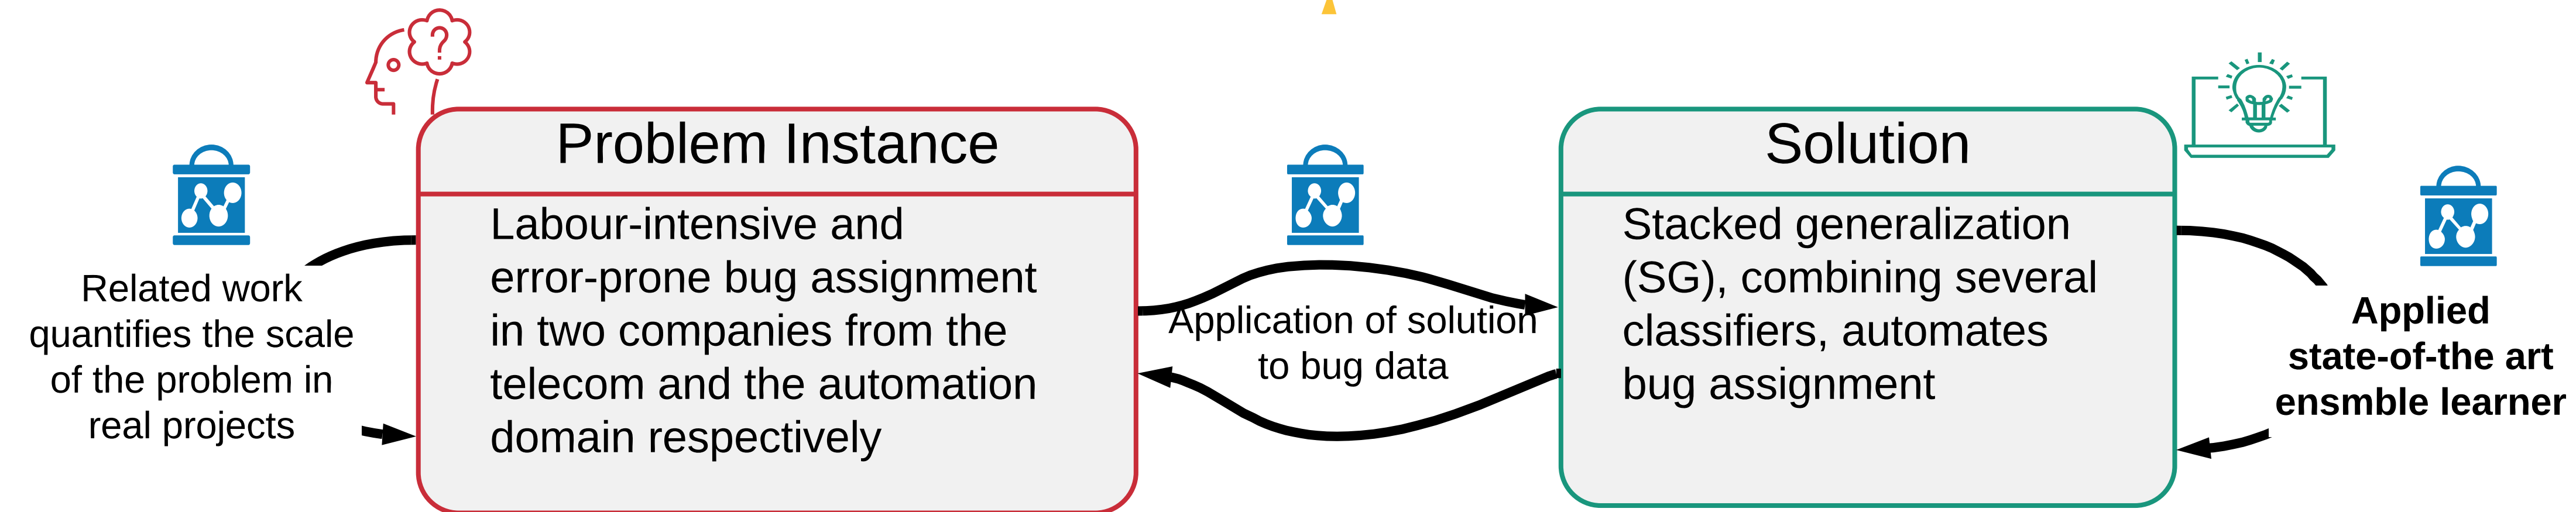 Related work
quantifies the scale
of the problem in
real projects
?
Problem Instance
Labour-intensive and
error-prone bug assignment
in two companies from the
telecom and the automation
domain respectively
Application of solution
to bug data
Solution
Stacked generalization
(SG), combining several
classifiers, automates
bug assignment
Applied
state-of-the art
ensmble learner